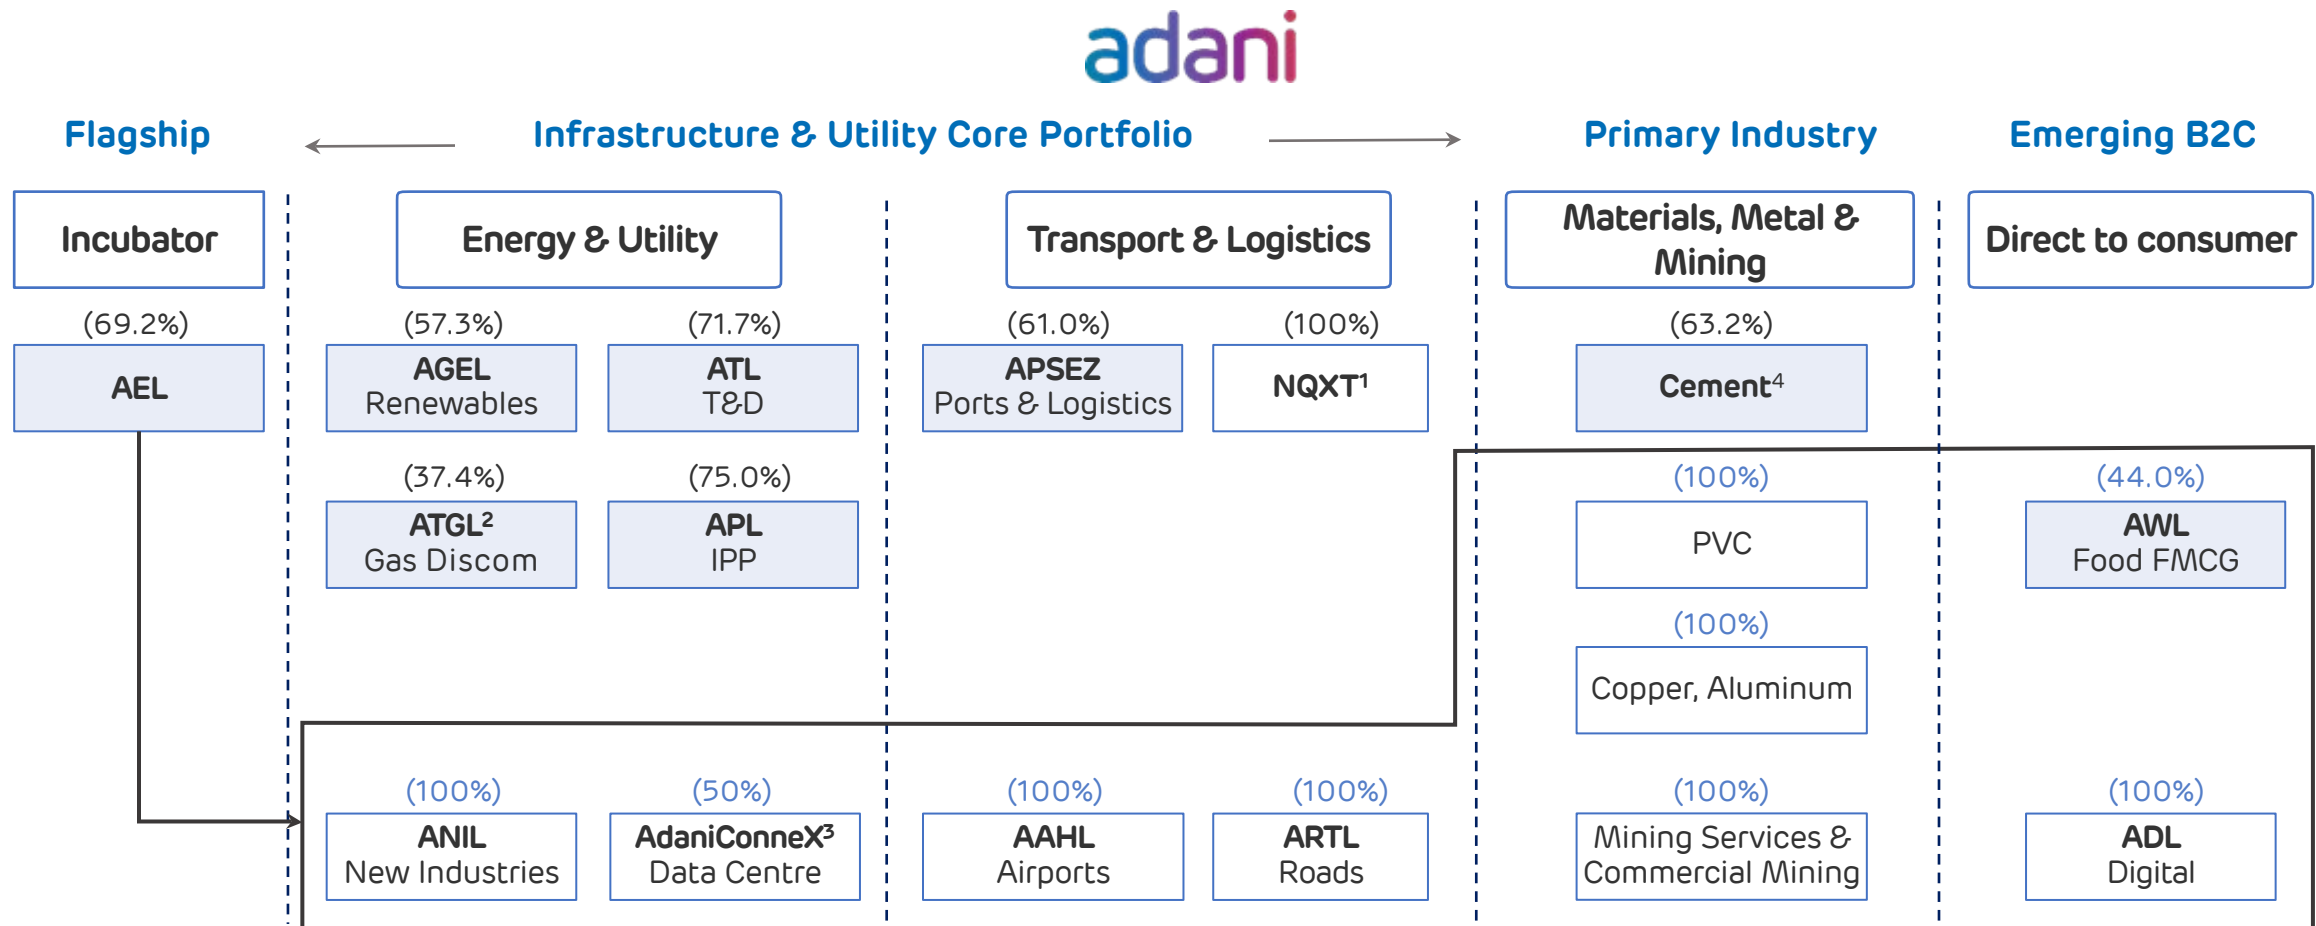 adani
Flagship
Infrastructure & Utility Core Portfolio
Primary Industry
Emerging B2C
Incubator
Energy & Utility
Transport & Logistics
Materials, Metal &
Mining
Direct to consumer
(69.2%)
(57.3%)
(71.7%)
(61.0%)
(100%)
(63.2%)
AEL
AGEL
Renewables
ATL
T&D
APSEZ
Ports & Logistics
NQXT¹
Cement⁴
(37.4%)
(75.0%)
(100%)
(44.0%)
ATGL²
Gas Discom
APL
IPP
PVC
AWL
Food FMCG
(100%)
Copper, Aluminum
(100%)
(50%)
(100%)
(100%)
(100%)
(100%)
ANIL
New Industries
AdaniConneX³
Data Centre
AAHL
Airports
ARTL
Roads
Mining Services &
Commercial Mining
ADL
Digital